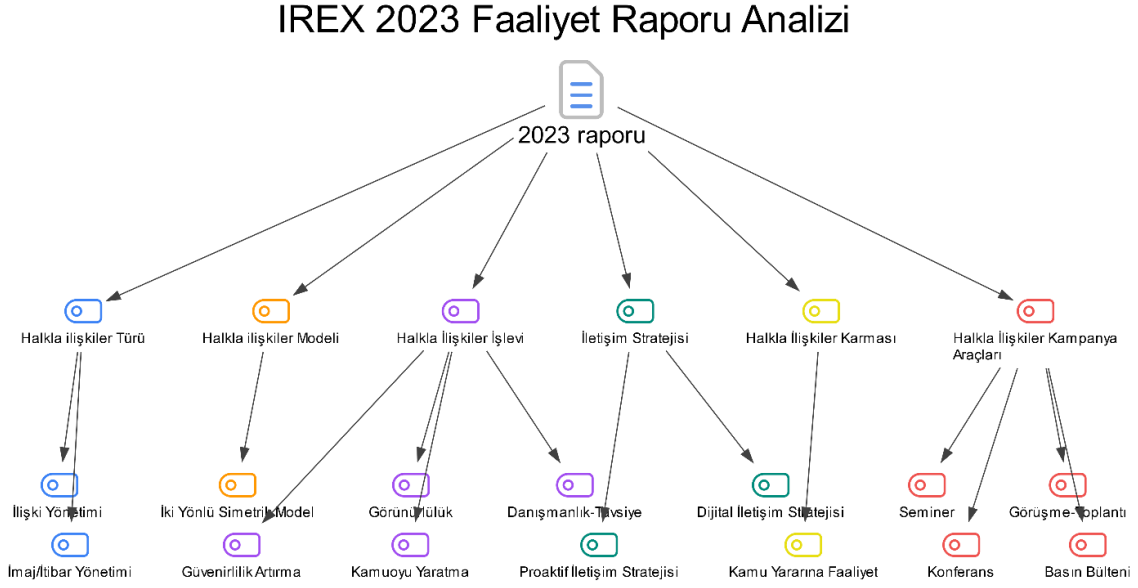 IREX 2023 Faaliyet Raporu Analizi
2023 raporu
Halkla ilişkiler Türü
Halkla ilişkiler Modeli
Halkla İlişkiler İşlevi
İletişim Stratejisi
Halkla İlişkiler Karması
Halkla İlişkiler Kampanya
Araçları
İlişki Yönetimi
İki Yönlü Simetrik Model
Görünürlülük
Danışmanlık-Tavsiye
Dijital İletişim Stratejisi
Seminer
Görüşme-Toplantı
İmaj/İtibar Yönetimi
Güvenirlilik Artırma
Kamuoyu Yaratma
Proaktif İletişim Stratejisi
Kamu Yararına Faaliyet
Konferans
Basın Bülteni